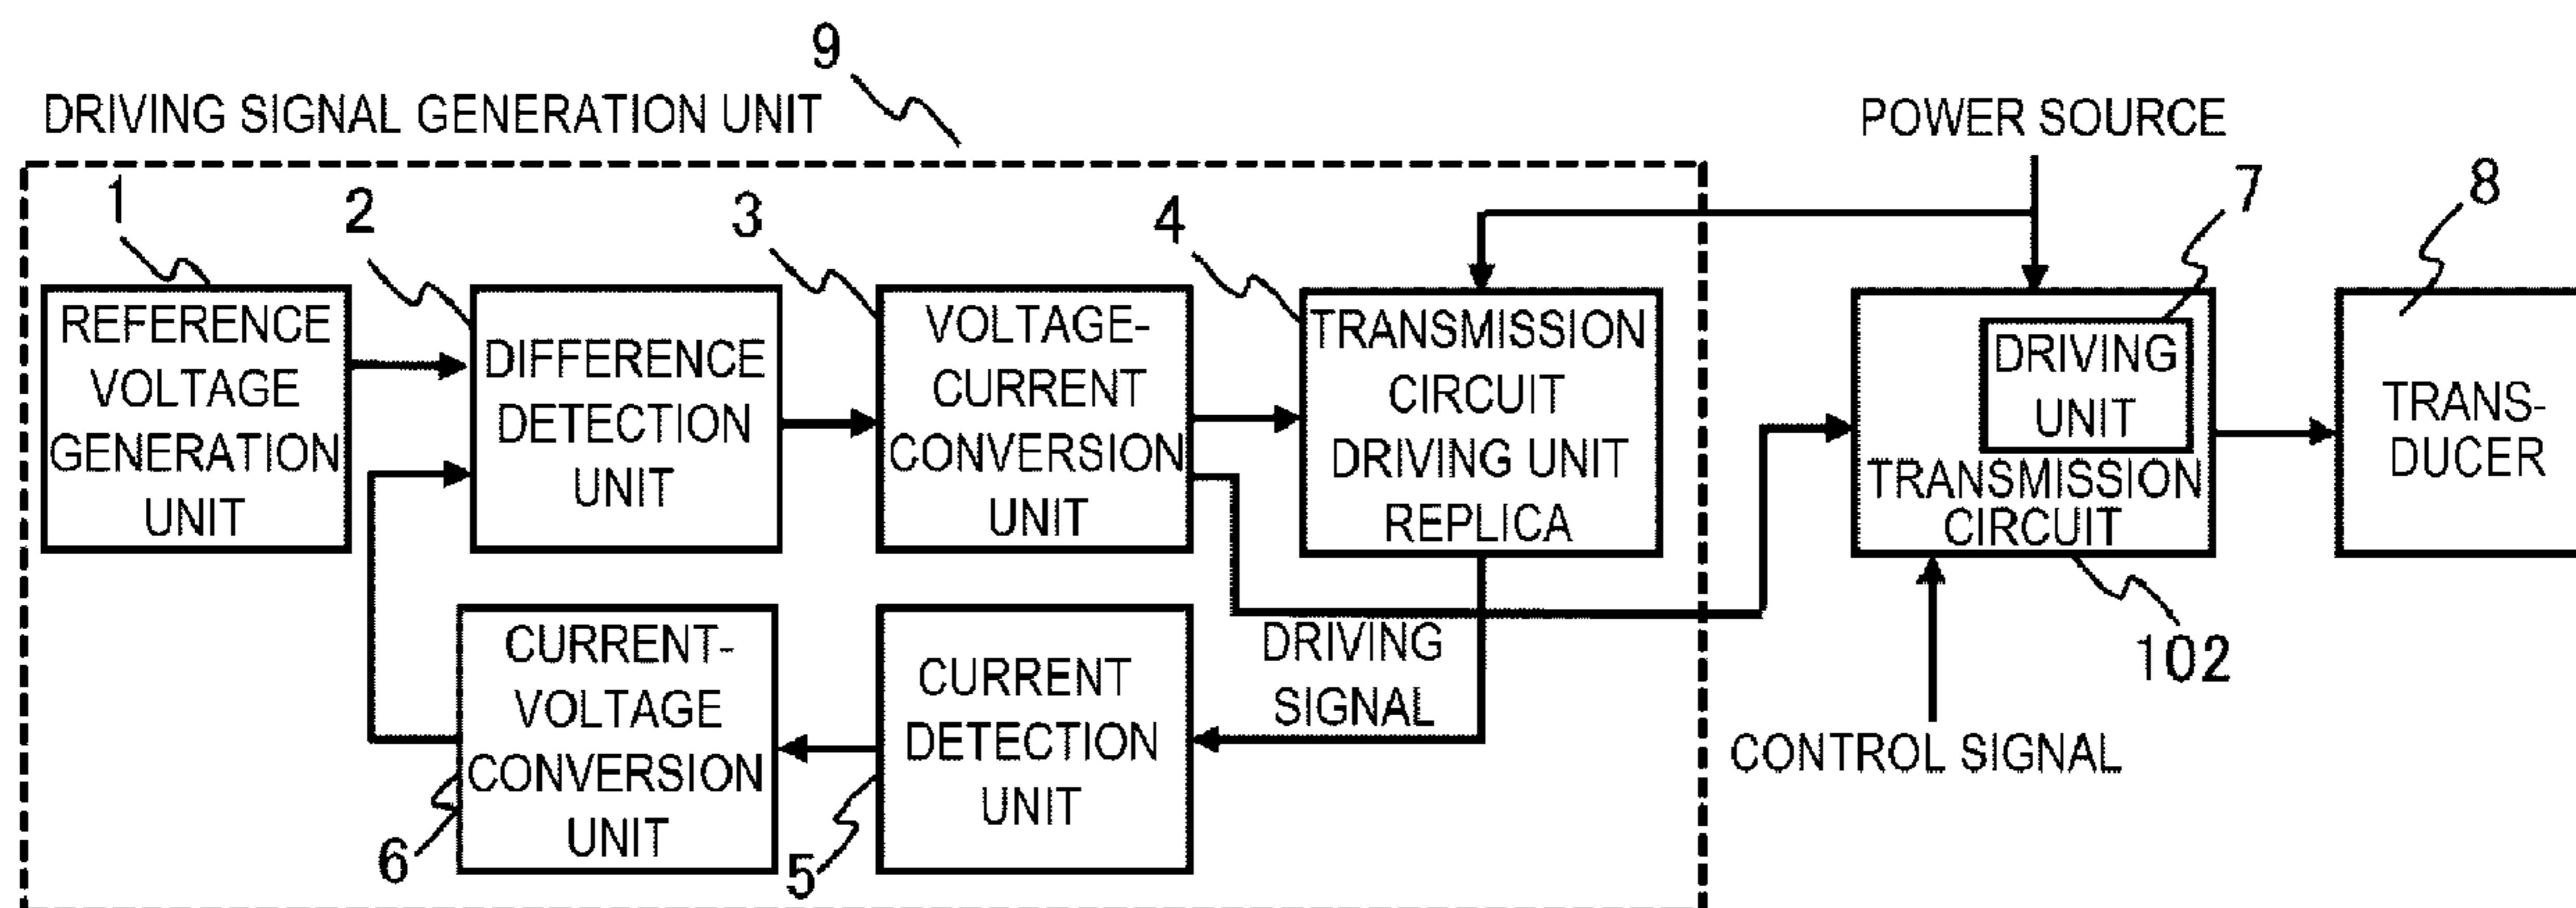 9
DRIVING SIGNAL GENERATION UNIT
POWER SOURCE
1
2
3
4
7
8
REFERENCE
VOLTAGE
GENERATION
UNIT
DIFFERENCE
DETECTION
UNIT
VOLTAGE-
CURRENT
CONVERSION
UNIT
TRANSMISSION
CIRCUIT
DRIVING UNIT
REPLICA
DRIVING
UNIT
TRANSMISSION
CIRCUIT
TRANS-
DUCER
CURRENT-
VOLTAGE
CONVERSION
UNIT
CURRENT
DETECTION
UNIT
DRIVING
SIGNAL
102
CONTROL SIGNAL
6
5